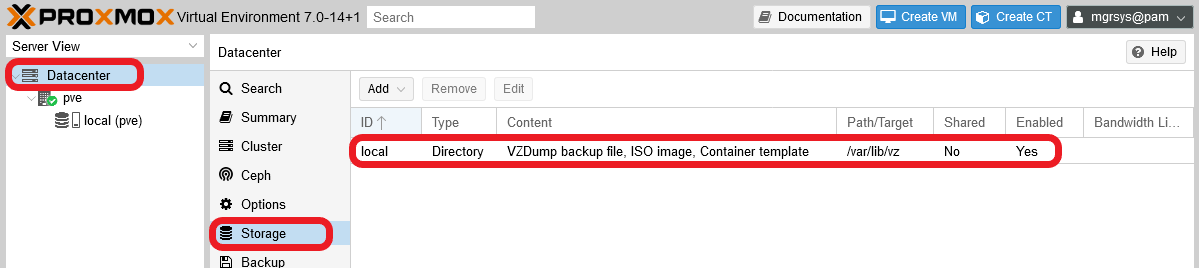 PROXMOX Virtual Environment 7.0-14+1 Search Documentation Create VM Create CT mgrsys@pam
Server View
Datacenter
pve
local (pve)
Datacenter Help
Search
Summary
Cluster
Ceph
Options
Storage
Backup
Add Remove Edit
ID Type Content Path/Target Shared Enabled Bandwidth Li...
local Directory VZDump backup file, ISO image, Container template /var/lib/vz No Yes